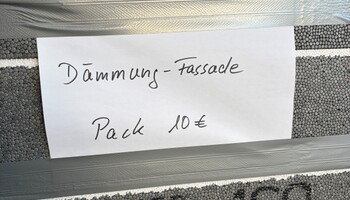 Dämmung - Fassade
Pack 10 €